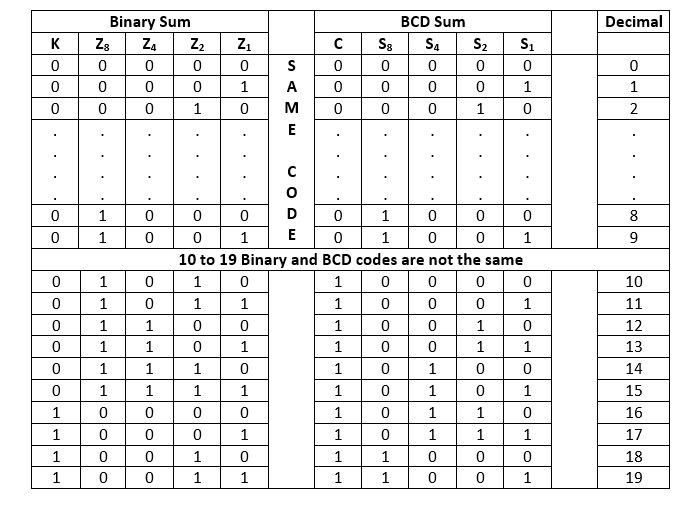 Binary Sum BCD Sum Decimal
K Z8 Z4 Z2 Z1 C S8 S4 S2 S1
0 0 0 0 0 S 0 0 0 0 0 0
0 0 0 0 1 A 0 0 0 0 1 1
0 0 0 1 0 M 0 0 0 1 0 2
. . . . . E . . . . . .
. . . . . C . . . . . .
. . . . . O . . . . . .
0 1 0 0 0 D 0 1 0 0 0 8
0 1 0 0 1 E 0 1 0 0 1 9
10 to 19 Binary and BCD codes are not the same
0 1 0 1 0 1 0 0 0 0 10
0 1 0 1 1 1 0 0 0 1 11
0 1 1 0 0 1 0 0 1 0 12
0 1 1 0 1 1 0 0 1 1 13
0 1 1 1 0 1 0 1 0 0 14
0 1 1 1 1 1 0 1 0 1 15
1 0 0 0 0 1 0 1 1 0 16
1 0 0 0 1 1 0 1 1 1 17
1 0 0 1 0 1 1 0 0 0 18
1 0 0 1 1 1 1 0 0 1 19